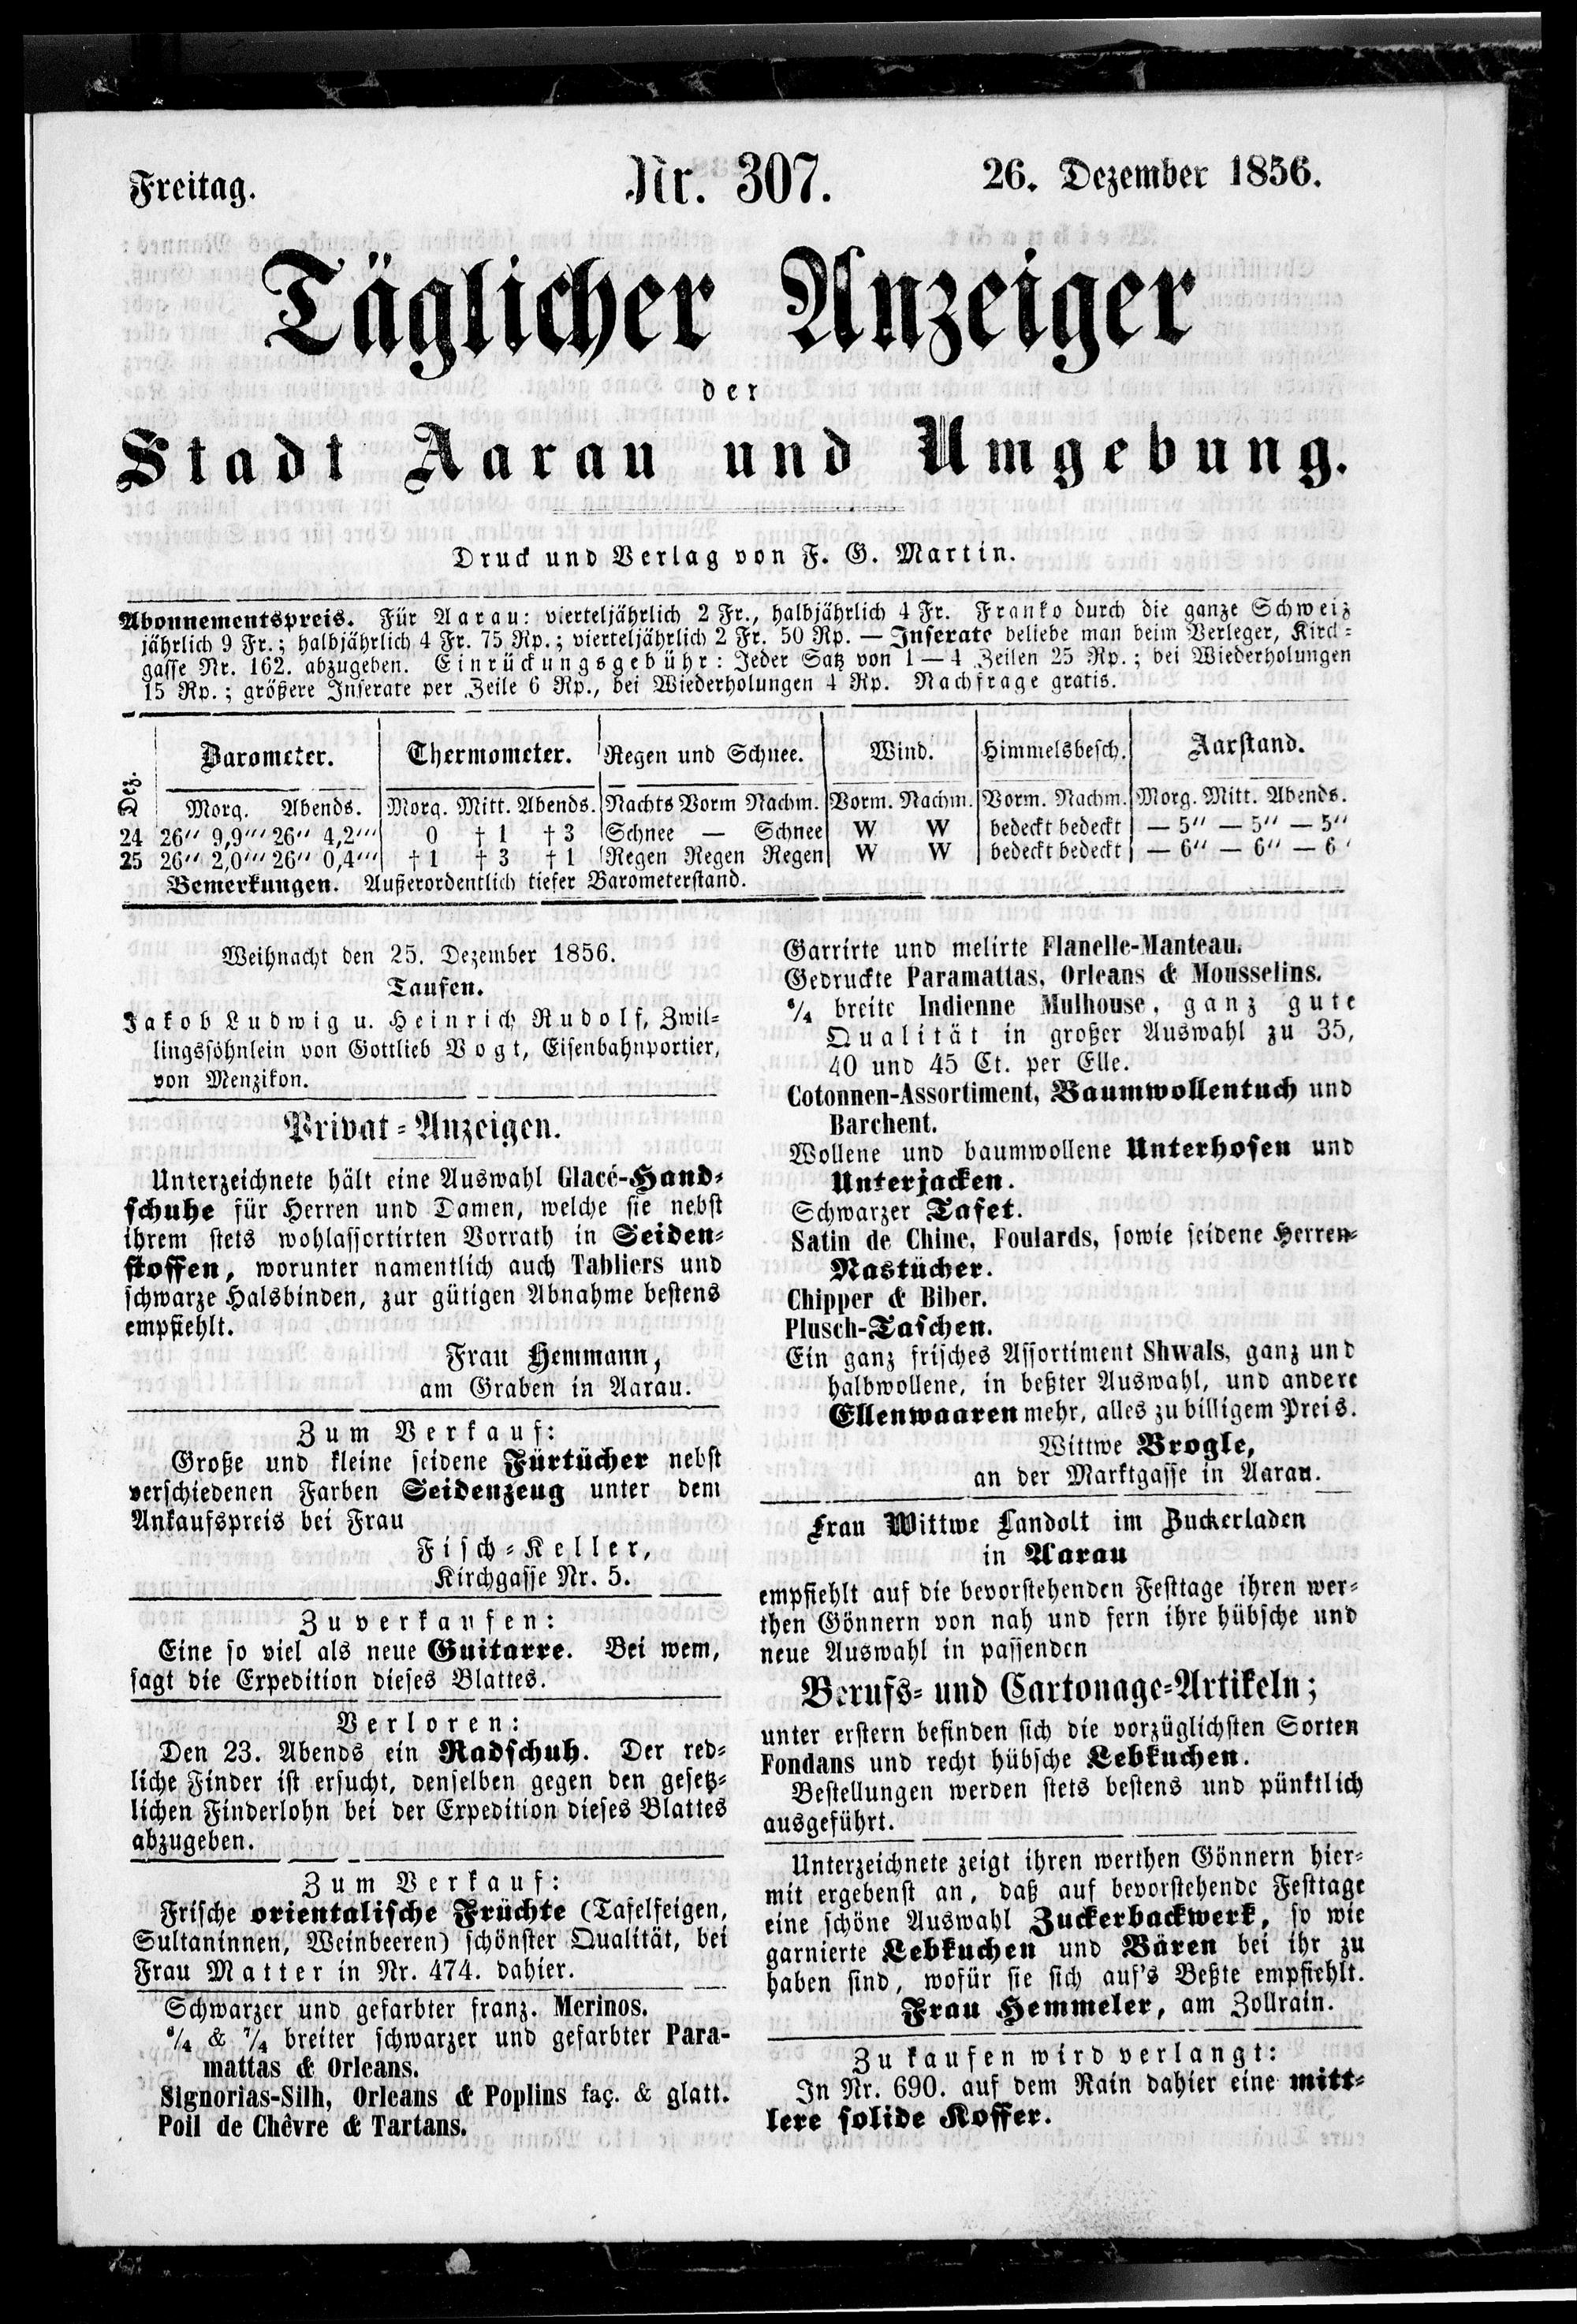 Freitag. Nr. 307. 26. Dezember 1856.
Täglicher Anzeiger
der
Stadt Aarau und Umgebung.
Druck und Verlag von F. G. Martin.
Abonnementspreis. Für Aarau: vierteljährlich 2 Fr., halbjährlich 4 Fr. Franko durch die ganze Schweiz
jährlich 9 Fr.; halbjährlich 4 Fr. 75 Rp.; vierteljährlich 2 Fr. 50 Rp. — Inserate beliebe man beim Verleger, Kirch-
gasse Nr. 162. abzugeben. Einrückungsgebühr: Jeder Satz von 1—4 Zeilen 25 Rp.; bei Wiederholungen
15 Rp.; größere Inserate per Zeile 6 Rp., bei Wiederholungen 4 Rp. Nachfrage gratis.
Dez. Barometer. Thermometer. Regen und Schnee. Wind. Himmelsbesch. Aarstand.
Morg. Abends. Morg. Mitt. Abends. Nachts Vorm Nachm. Vorm. Nachm. Vorm. Nachm. Morg. Mitt. Abends.
24 26'' 9,9''' 26'' 4,2''' 0 † 1 † 3 Schnee — Schnee W W bedeckt bedeckt — 5'' — 5'' — 5''
25 26'' 2,0''' 26'' 0,4''' † 1 † 3 † 1 Regen Regen Regen W W bedeckt bedeckt — 6'' — 6'' — 6'
Bemerkungen. Außerordentlich tiefer Barometerstand.
Weihnacht den 25. Dezember 1856.
Taufen.
Jakob Ludwig u. Heinrich Rudolf, Zwil-
lingssöhnlein von Gottlieb Vogt, Eisenbahnportier,
von Menzikon.
Privat-Anzeigen.
Unterzeichnete hält eine Auswahl Glacé-Hand-
schuhe für Herren und Damen, welche sie nebst
ihrem stets wohlassortirten Vorrath in Seiden-
stoffen, worunter namentlich auch Tabliers und
schwarze Halsbinden, zur gütigen Abnahme bestens
empfiehlt.
Frau Hemmann,
am Graben in Aarau.
Zum Verkauf:
Große und kleine seidene Fürtücher nebst
verschiedenen Farben Seidenzeug unter dem
Ankaufspreis bei Frau
Fisch-Keller,
Kirchgasse Nr. 5.
Zu verkaufen:
Eine so viel als neue Guitarre. Bei wem,
sagt die Expedition dieses Blattes.
Verloren:
Den 23. Abends ein Radschuh. Der red-
liche Finder ist ersucht, denselben gegen den gesetz-
lichen Finderlohn bei der Expedition dieses Blattes
abzugeben.
Zum Verkauf:
Frische orientalische Früchte (Tafelfeigen,
Sultaninnen, Weinbeeren) schönster Qualität, bei
Frau Matter in Nr. 474. dahier.
Schwarzer und gefarbter franz. Merinos.
6/4 & 7/4 breiter schwarzer und gefarbter Para-
mattas & Orleans.
Signorias-Silh, Orleans & Poplins faç. & glatt.
Poil de Chêvre & Tartans.
Garrirte und melirte Flanelle-Manteau.
Gedruckte Paramattas, Orleans & Mousselins.
6/4 breite Indienne Mulhouse, ganz gute
Qualität in großer Auswahl zu 35,
40 und 45 Ct. per Elle.
Cotonnen-Assortiment, Baumwollentuch und
Barchent.
Wollene und baumwollene Unterhosen und
Unterjacken.
Schwarzer Tafet.
Satin de Chine, Foulards, sowie seidene Herren-
Nastücher.
Chipper & Biber.
Plusch-Taschen.
Ein ganz frisches Assortiment Shwals, ganz und
halbwollene, in beßter Auswahl, und andere
Ellenwaaren mehr, alles zu billigem Preis.
Wittwe Brogle,
an der Marktgasse in Aarau.
Frau Wittwe Landolt im Zuckerladen
in Aarau
empfiehlt auf die bevorstehenden Festtage ihren wer-
then Gönnern von nah und fern ihre hübsche und
neue Auswahl in passenden
Berufs- und Cartonage-Artikeln;
unter erstern befinden sich die vorzüglichsten Sorten
Fondans und recht hübsche Lebkuchen.
Bestellungen werden stets bestens und pünktlich
ausgeführt.
Unterzeichnete zeigt ihren werthen Gönnern hier-
mit ergebenst an, daß auf bevorstehende Festtage
eine schöne Auswahl Zuckerbackwerk, so wie
garnierte Lebkuchen und Bären bei ihr zu
haben sind, wofür sie sich auf's Beßte empfiehlt.
Frau Hemmeler, am Zollrain.
Zu kaufen wird verlangt:
In Nr. 690. auf dem Rain dahier eine mitt-
lere solide Koffer.